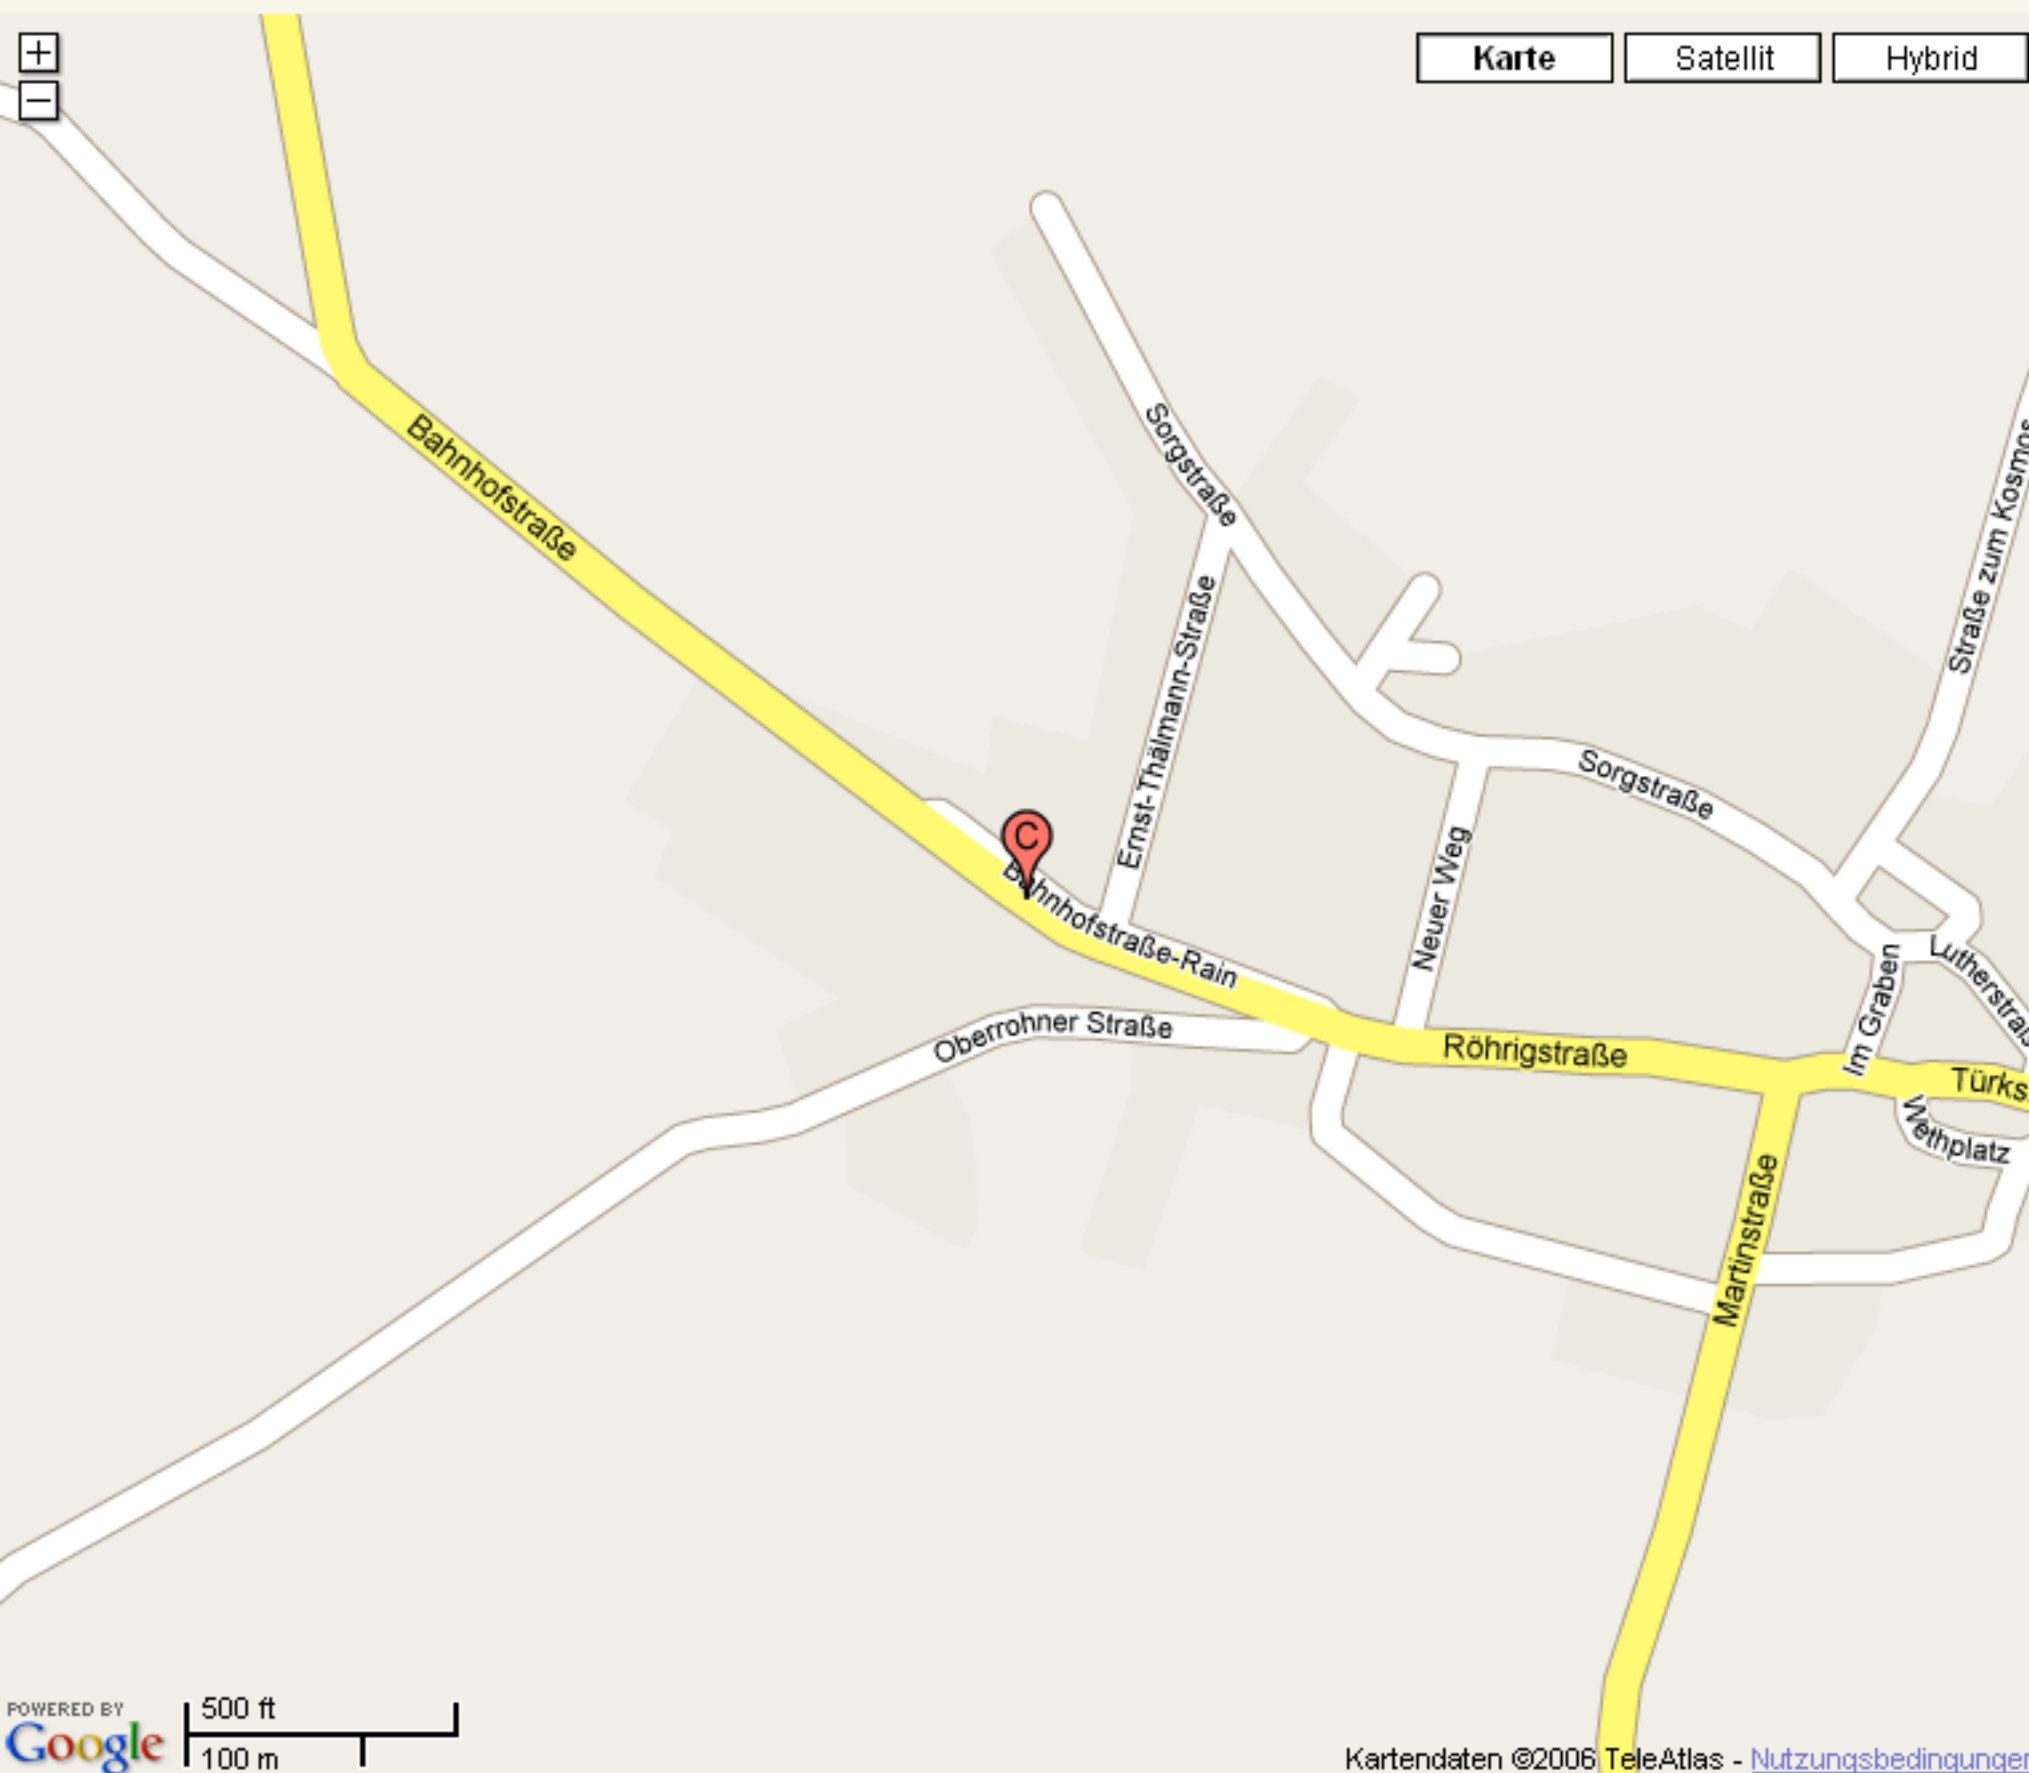 +
Karte
Satellit
Hybrid
−
Bahnhofstraße
Sorgstraße
Straße zum Kosmos
Ernst-Thälmann-Straße
Sorgstraße
C
Neuer Weg
Bahnhofstraße-Rain
Im Graben
Lutherstraß
Oberrohner Straße
Röhrigstraße
Türks
Wethplatz
Martinstraße
POWERED BY
Google
500 ft
100 m
Kartendaten ©2006 TeleAtlas - Nutzungsbedingungen